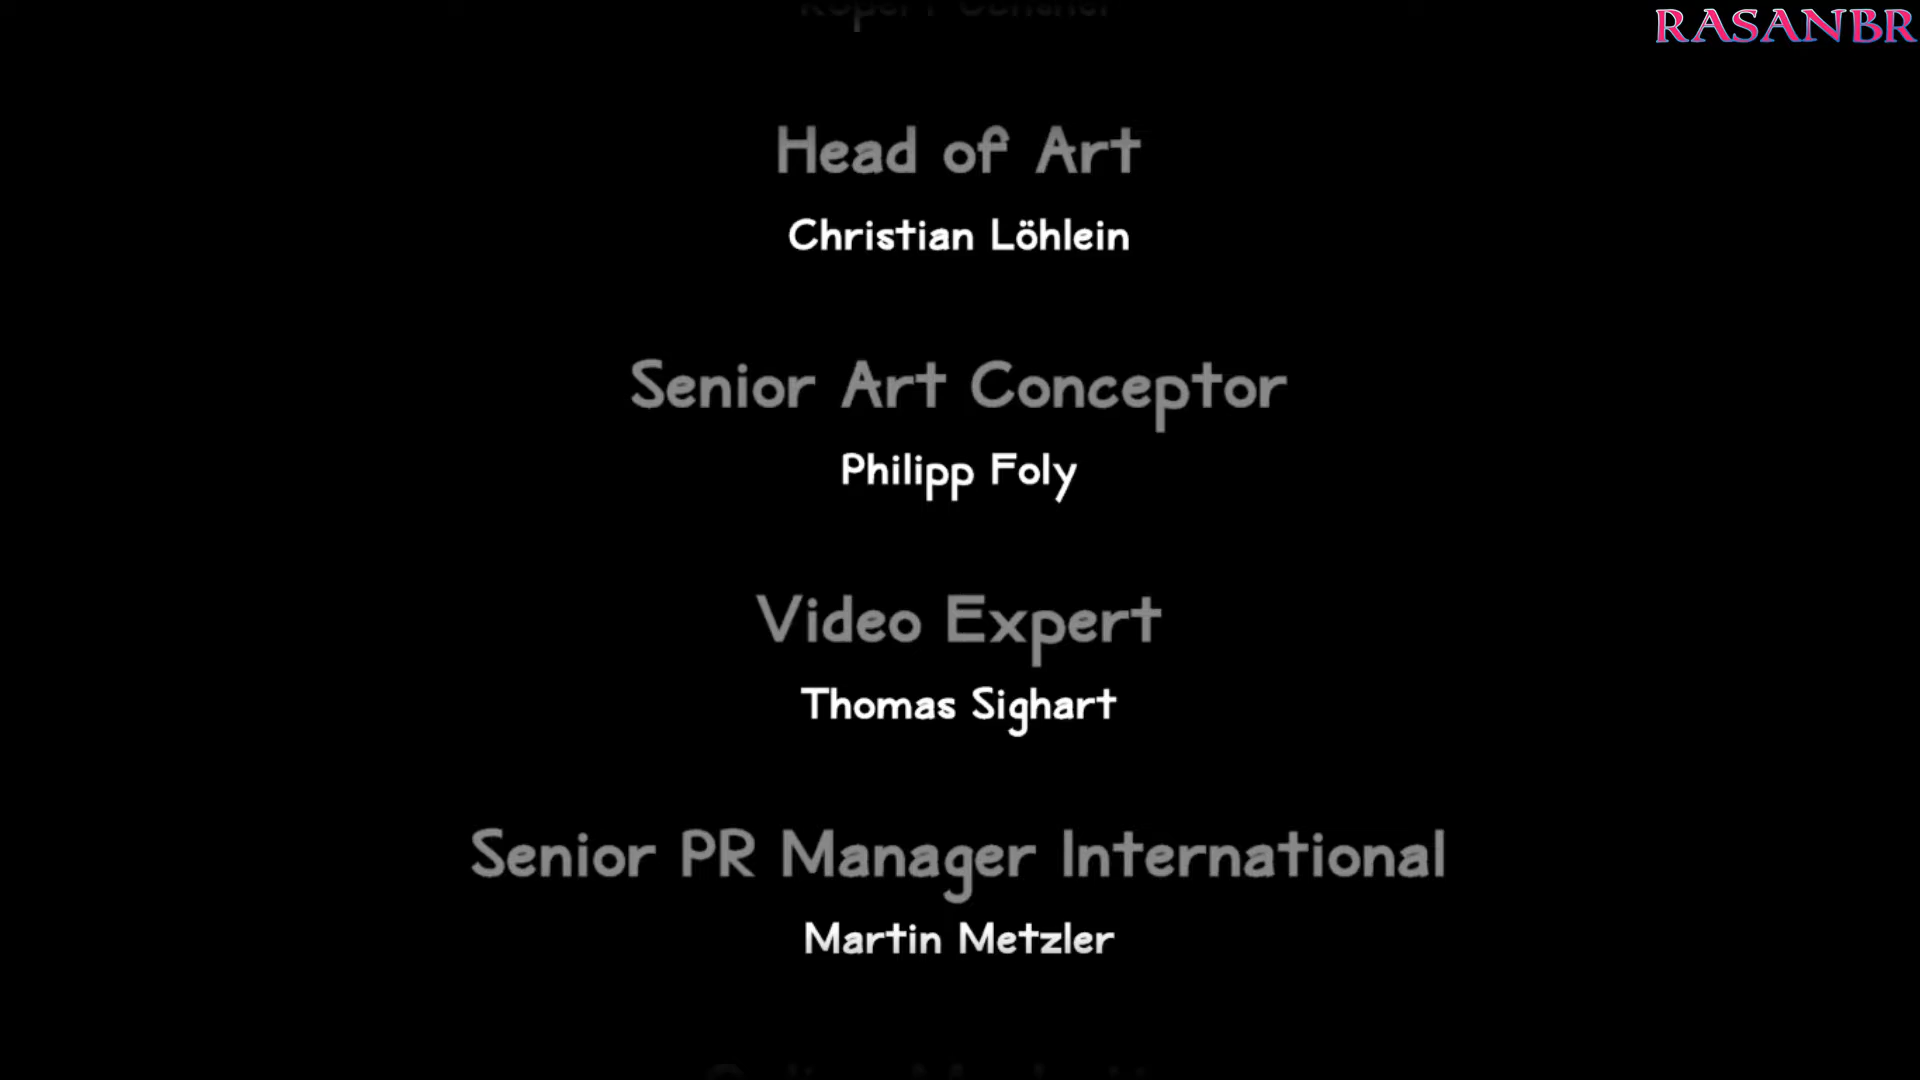 RASANBR
Head of Art
Christian Löhlein
Senior Art Conceptor
Philipp Foly
Video Expert
Thomas Sighart
Senior PR Manager International
Martin Metzler